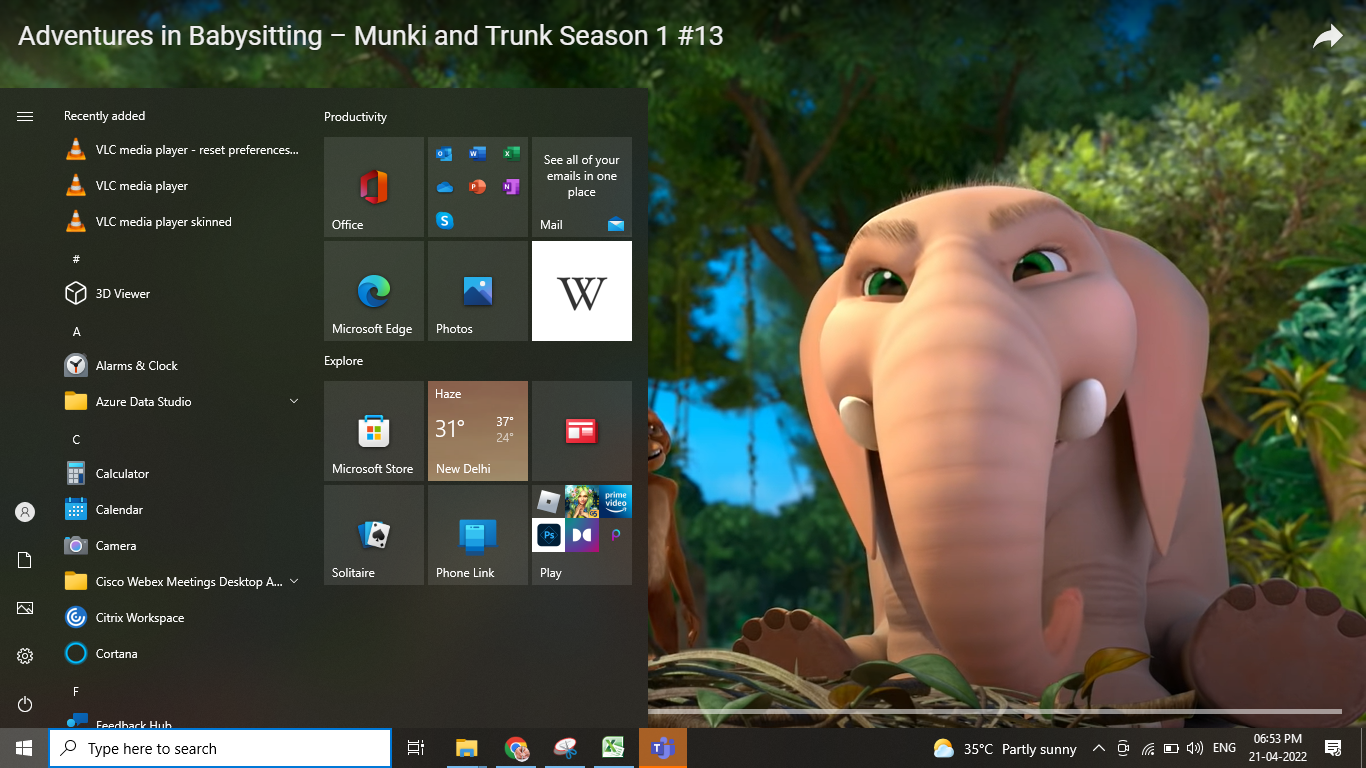 Adventures in Babysitting – Munki and Trunk Season 1 #13
Recently added
VLC media player - reset preferences...
VLC media player
VLC media player skinned
#
3D Viewer
A
Alarms & Clock
Azure Data Studio
C
Calculator
Calendar
Camera
Cisco Webex Meetings Desktop A...
Citrix Workspace
Cortana
F
Feedback Hub
Productivity
Office
See all of your
emails in one
place
Mail
Microsoft Edge
Photos
W
Explore
Microsoft Store
Haze
31°
37°
24°
New Delhi
Solitaire
Phone Link
prime
video
Ps
Play
Type here to search
35°C Partly sunny
ENG
06:53 PM
21-04-2022